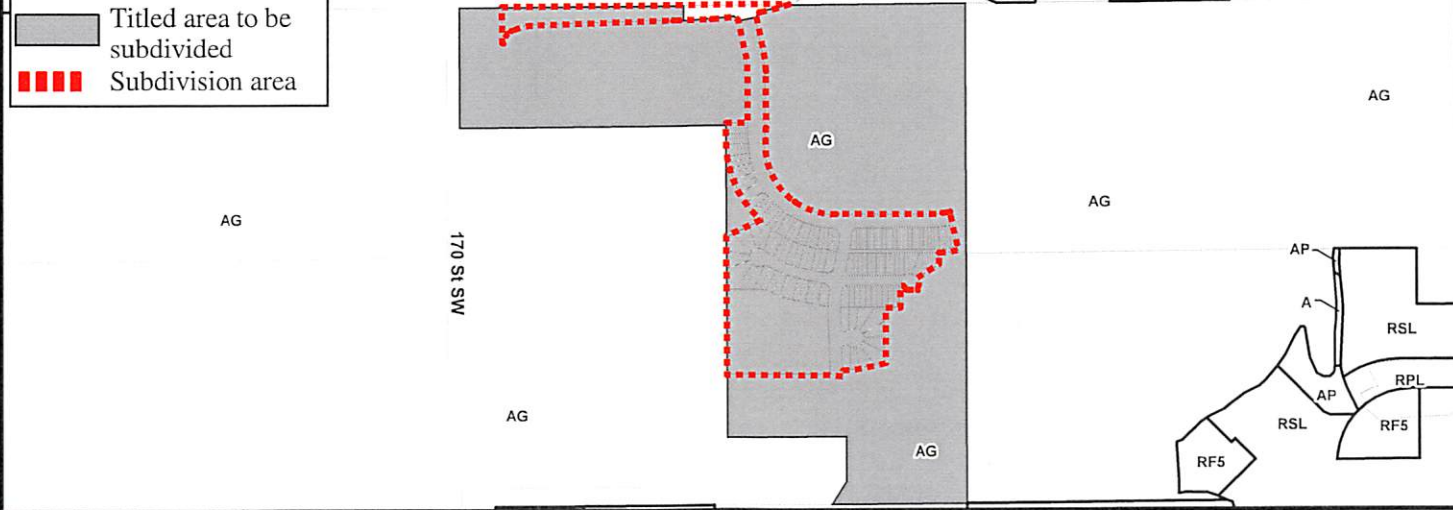 Titled area to be
subdivided
Subdivision area
AG
AG
AG
AG
170 St SW
AP
A
RSL
RPL
AP
AG
RSL
RF5
AG
RF5